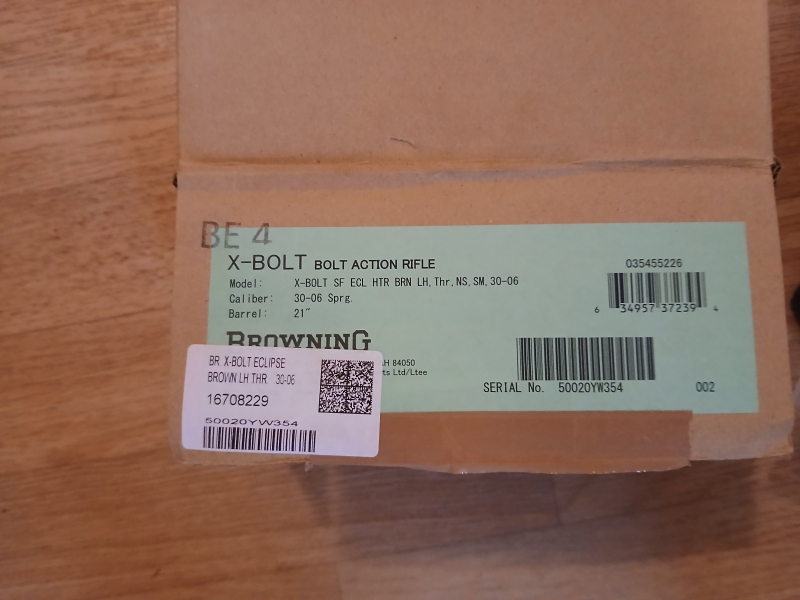 BE 4
X-BOLT BOLT ACTION RIFLE
035455226
Model: X-BOLT SF ECL HTR BRN LH, Thr, NS, SM, 30-06
Caliber: 30-06 Sprg.
Barrel: 21"
6 34957 37239 4
BROWNING
AH 84050
rts Ltd/Ltee
SERIAL No. 50020YW354 002
BR X-BOLT ECLIPSE
BROWN LH THR 30-06
16708229
50020YW354